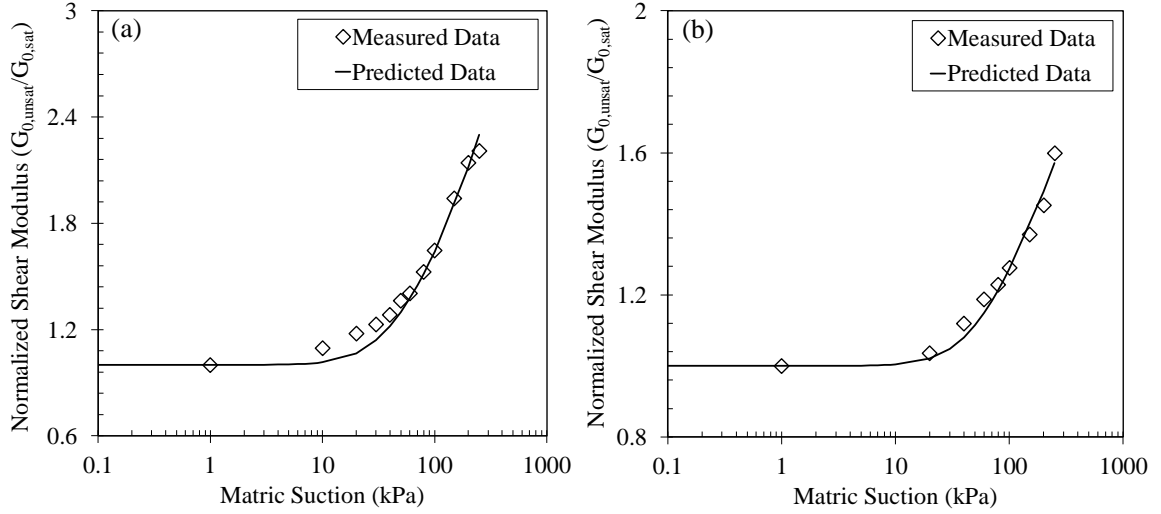 (a)
Measured Data
Predicted Data
Normalized Shear Modulus (G0,unsat/G0,sat)
3
2.4
1.8
1.2
0.6
0.1 1 10 100 1000
Matric Suction (kPa)
(b)
Measured Data
Predicted Data
Normalized Shear Modulus (G0,unsat/G0,sat)
2
1.6
1.2
0.8
0.1 1 10 100 1000
Matric Suction (kPa)